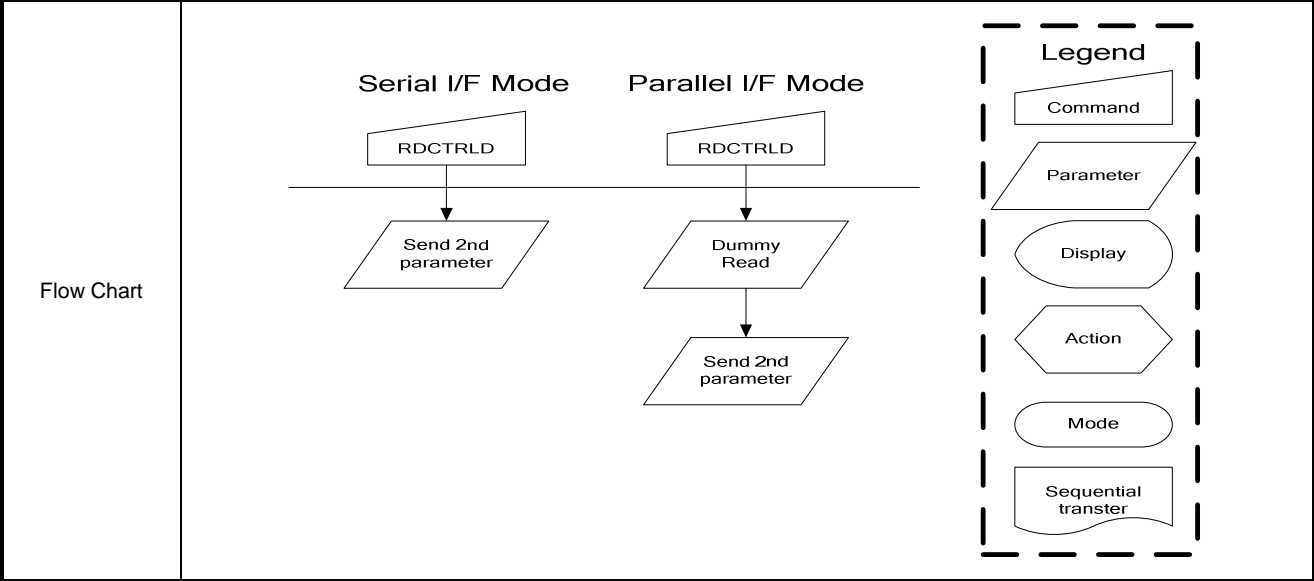 Flow Chart
Serial I/F Mode
RDCTRLD
Send 2nd
parameter
Parallel I/F Mode
RDCTRLD
Dummy
Read
Send 2nd
parameter
Legend
Command
Parameter
Display
Action
Mode
Sequential
transter